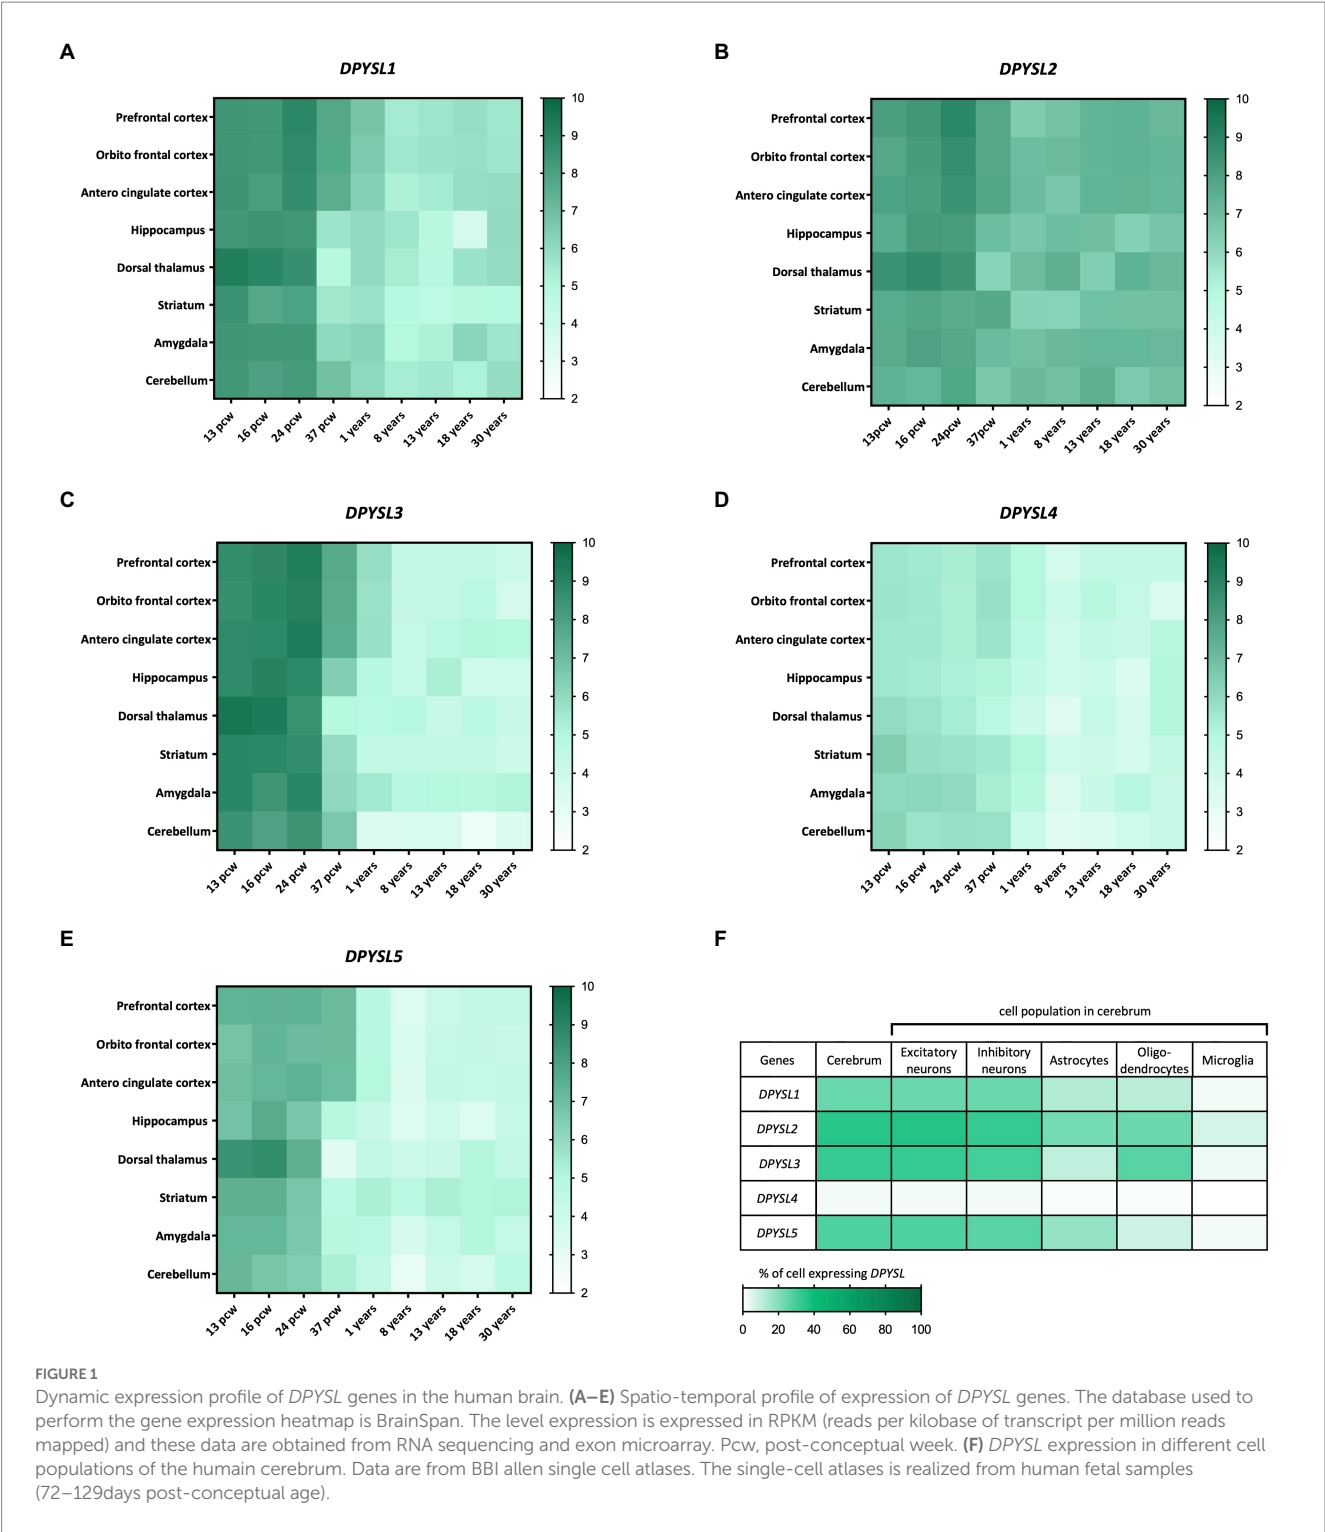 A
DPYSL1
Prefrontal cortex
Orbito frontal cortex
Antero cingulate cortex
Hippocampus
Dorsal thalamus
Striatum
Amygdala
Cerebellum
13 pcw
16 pcw
24 pcw
37 pcw
1 years
8 years
13 years
18 years
30 years
10
9
8
7
6
5
4
3
2
B
DPYSL2
Prefrontal cortex
Orbito frontal cortex
Antero cingulate cortex
Hippocampus
Dorsal thalamus
Striatum
Amygdala
Cerebellum
13pcw
16 pcw
24pcw
37pcw
1 years
8 years
13 years
18 years
30 years
10
9
8
7
6
5
4
3
2
C
DPYSL3
Prefrontal cortex
Orbito frontal cortex
Antero cingulate cortex
Hippocampus
Dorsal thalamus
Striatum
Amygdala
Cerebellum
13 pcw
16 pcw
24 pcw
37 pcw
1 years
8 years
13 years
18 years
30 years
10
9
8
7
6
5
4
3
2
D
DPYSL4
Prefrontal cortex
Orbito frontal cortex
Antero cingulate cortex
Hippocampus
Dorsal thalamus
Striatum
Amygdala
Cerebellum
13 pcw
16 pcw
24 pcw
37 pcw
1 years
8 years
13 years
18 years
30 years
10
9
8
7
6
5
4
3
2
E
DPYSL5
Prefrontal cortex
Orbito frontal cortex
Antero cingulate cortex
Hippocampus
Dorsal thalamus
Striatum
Amygdala
Cerebellum
13 pcw
16 pcw
24 pcw
37 pcw
1 years
8 years
13 years
18 years
30 years
10
9
8
7
6
5
4
3
2
F
cell population in cerebrum
Genes
Cerebrum
Excitatory
neurons
Inhibitory
neurons
Astrocytes
Oligo-
dendrocytes
Microglia
DPYSL1
DPYSL2
DPYSL3
DPYSL4
DPYSL5
% of cell expressing DPYSL
0 20 40 60 80 100
FIGURE 1
Dynamic expression profile of DPYSL genes in the human brain. (A–E) Spatio-temporal profile of expression of DPYSL genes. The database used to
perform the gene expression heatmap is BrainSpan. The level expression is expressed in RPKM (reads per kilobase of transcript per million reads
mapped) and these data are obtained from RNA sequencing and exon microarray. Pcw, post-conceptual week. (F) DPYSL expression in different cell
populations of the humain cerebrum. Data are from BBI allen single cell atlases. The single-cell atlases is realized from human fetal samples
(72–129days post-conceptual age).